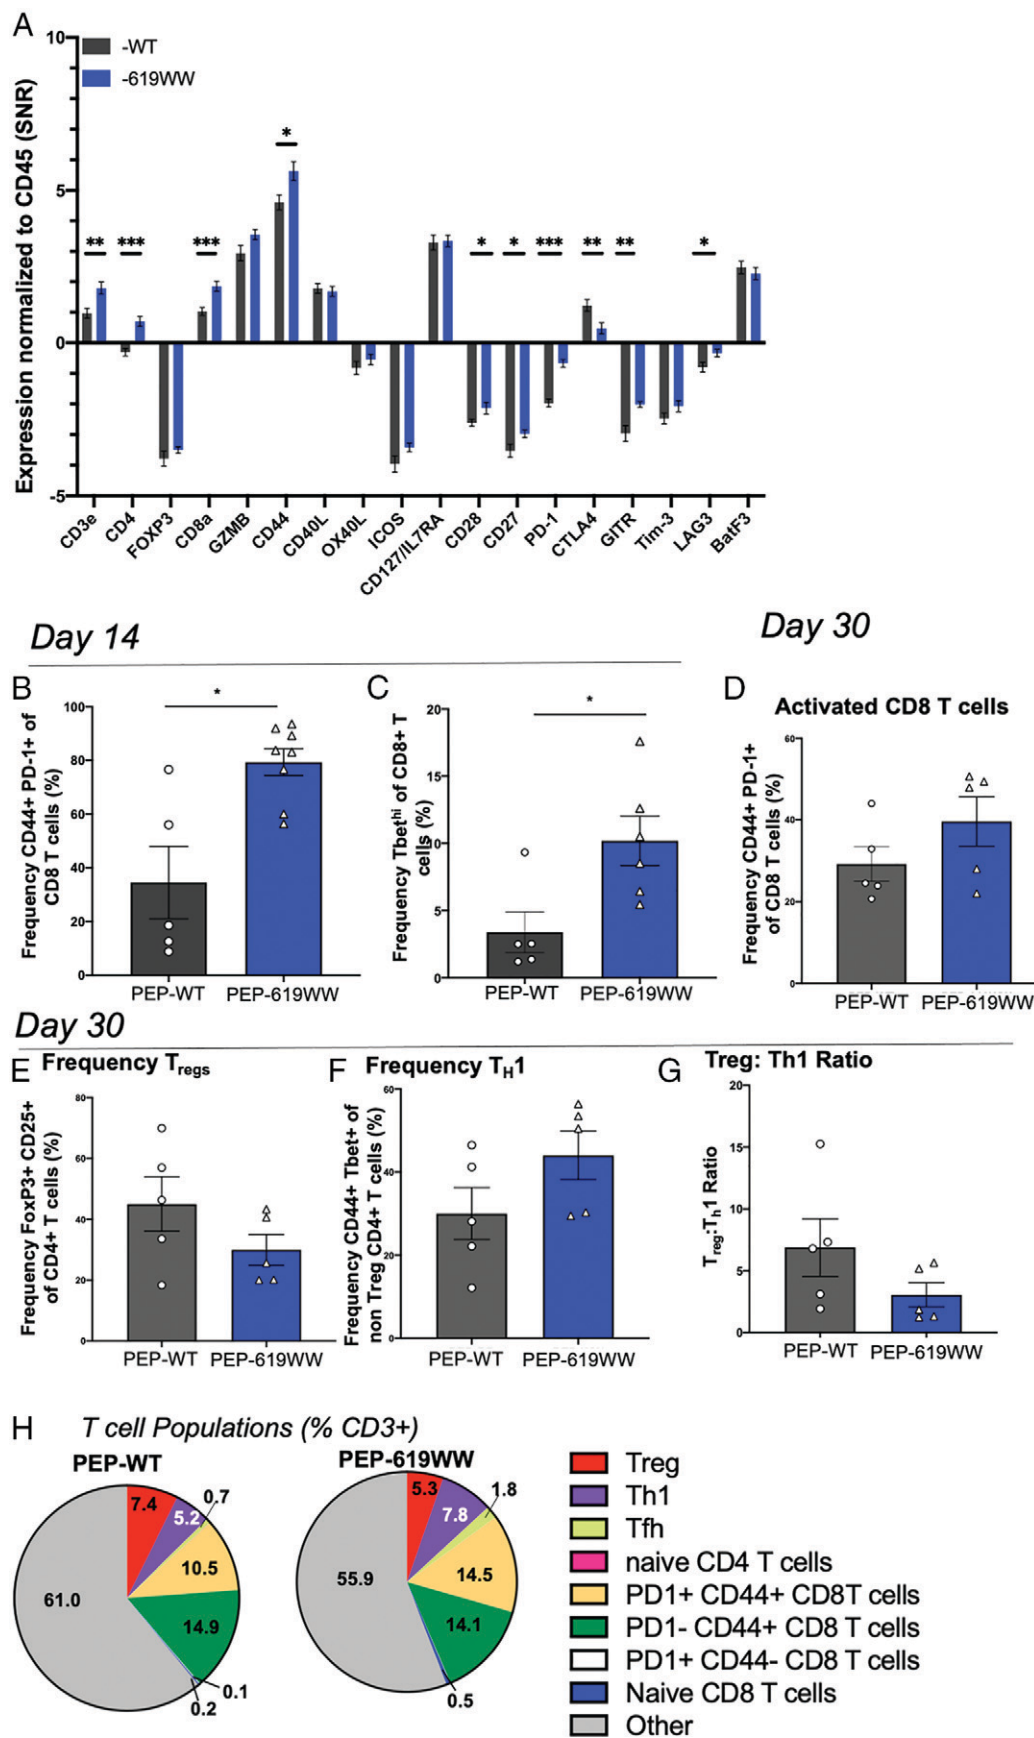 A
-WT
-619WW
Expression normalized to CD45 (SNR)
10
5
0
-5
** *** *** * * * *** ** ** *
CD3e CD4 FOXP3 CD8a GZMB CD44 CD40L OX40L ICOS CD127/IL7RA CD28 CD27 PD-1 CTLA4 GITR Tim-3 LAG3 BatF3
Day 14
Day 30
B
*
Frequency CD44+ PD-1+ of
CD8 T cells (%)
100
80
60
40
20
0
PEP-WT PEP-619WW
C
*
Frequency Tbethi of CD8+ T
cells (%)
20
15
10
5
0
PEP-WT PEP-619WW
D
Activated CD8 T cells
Frequency CD44+ PD-1+
of CD8 T cells (%)
60
40
20
0
PEP-WT PEP-619WW
Day 30
E
Frequency Tregs
Frequency FoxP3+ CD25+
of CD4+ T cells (%)
80
60
40
20
0
PEP-WT PEP-619WW
F
Frequency TH1
Frequency CD44+ Tbet+ of
non Treg CD4+ T cells (%)
60
40
20
0
PEP-WT PEP-619WW
G
Treg: Th1 Ratio
Treg:Th1 Ratio
20
15
10
5
0
PEP-WT PEP-619WW
H
T cell Populations (% CD3+)
PEP-WT
7.4
5.2
0.7
10.5
14.9
0.1
0.2
61.0
PEP-619WW
5.3
7.8
1.8
14.5
14.1
0.5
55.9
Treg
Th1
Tfh
naive CD4 T cells
PD1+ CD44+ CD8T cells
PD1- CD44+ CD8 T cells
PD1+ CD44- CD8 T cells
Naive CD8 T cells
Other